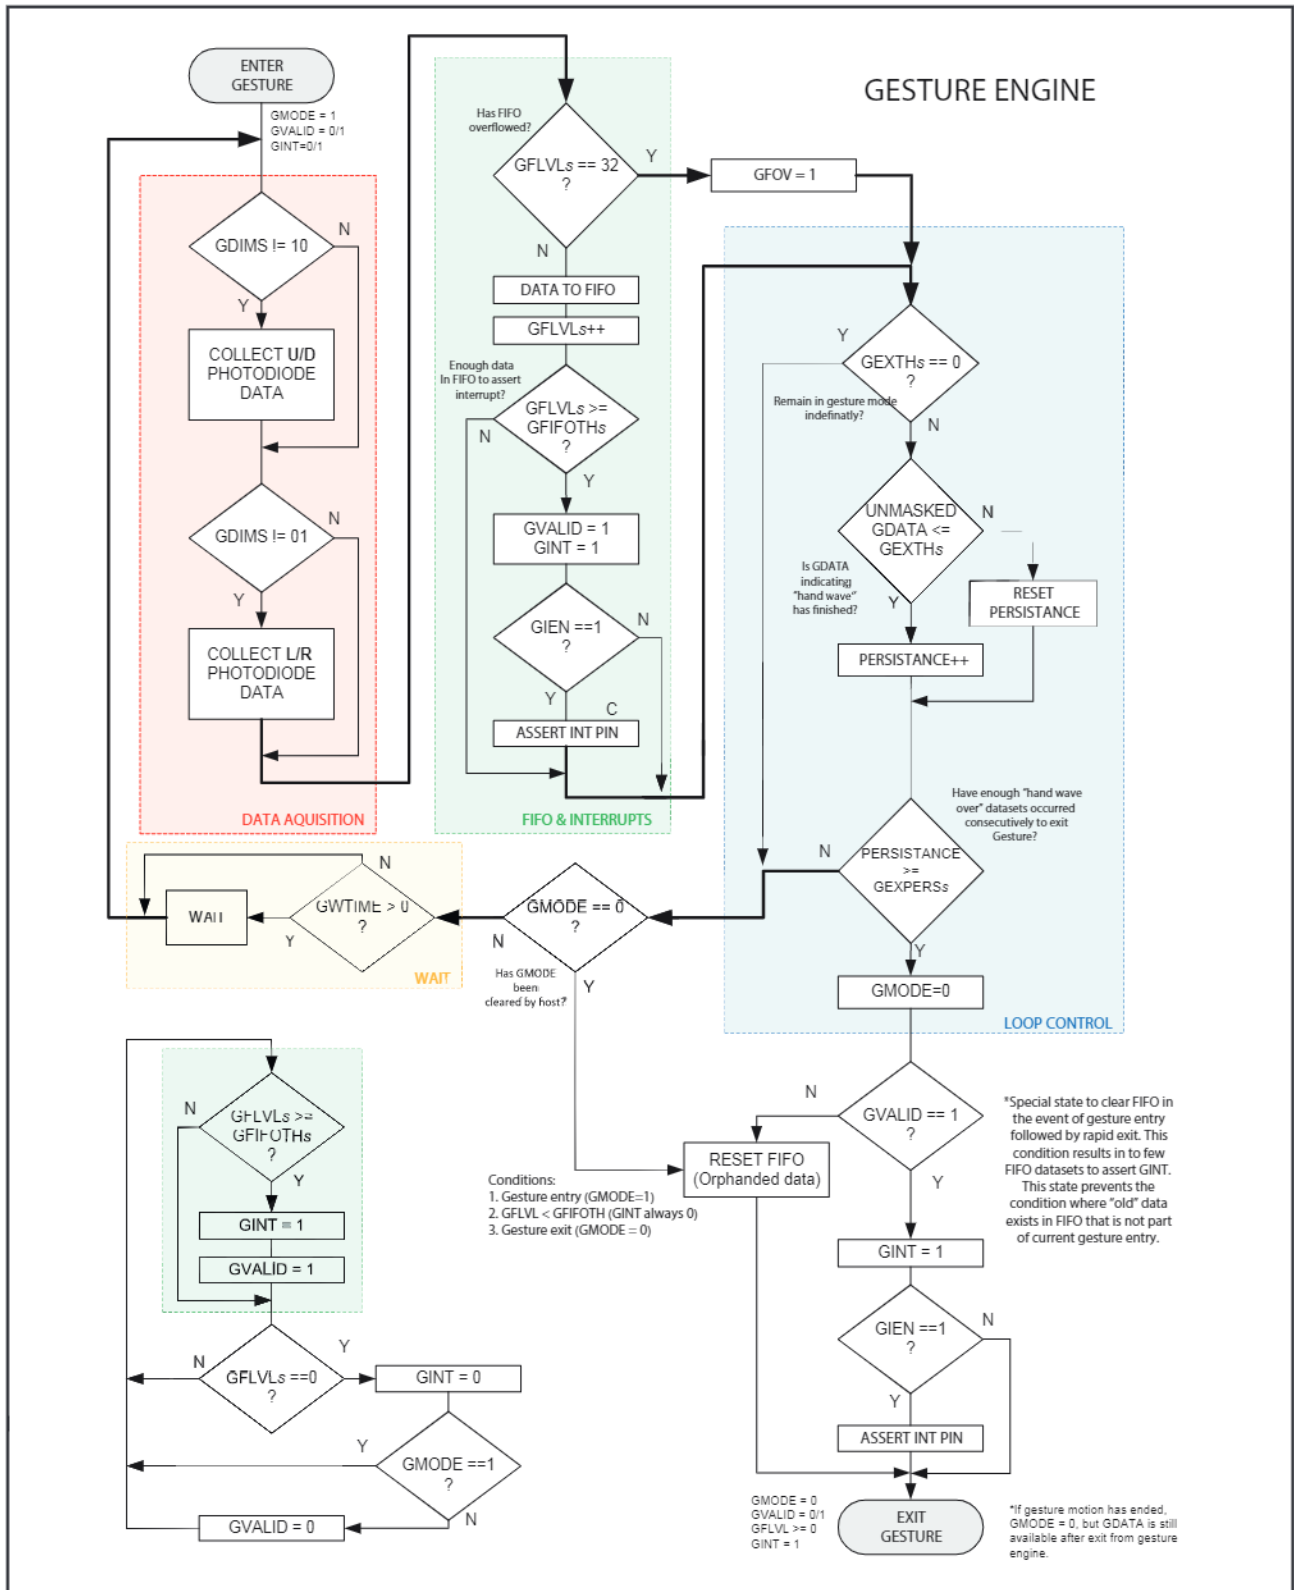 GESTURE ENGINE
ENTER
GESTURE
GMODE = 1
GVALID = 0/1
GINT=0/1
GDIMS != 10
N
Y
COLLECT U/D
PHOTODIODE
DATA
GDIMS != 01
N
Y
COLLECT L/R
PHOTODIODE
DATA
DATA AQUISITION
Has FIFO
overflowed?
GFLVLs == 32
?
Y
N
GFOV = 1
DATA TO FIFO
GFLVLs++
Enough data
In FIFO to assert
interrupt?
GFLVLs >=
GFIFOTHs
?
N
Y
GVALID = 1
GINT = 1
GIEN ==1
?
N
Y
C
ASSERT INT PIN
FIFO & INTERRUPTS
Y
GEXTHs == 0
?
Remain in gesture mode
indefinatly?
N
UNMASKED
GDATA <=
GEXTHs
N
Is GDATA
indicating
"hand wave"
has finished?
Y
RESET
PERSISTANCE
PERSISTANCE++
Have enough "hand wave
over" datasets occurred
consecutively to exit
Gesture?
N
PERSISTANCE
>=
GEXPERSs
Y
GMODE=0
LOOP CONTROL
N
GWTIME > 0
?
Y
WAIT
WAIT
GMODE == 0
?
N
Y
Has GMODE
been
cleared by host?
GFLVLs >=
GFIFOTHs
?
N
Y
GINT = 1
GVALID = 1
N
GFLVLs ==0
?
Y
GINT = 0
Y
GMODE ==1
?
N
GVALID = 0
N
GVALID == 1
?
Y
RESET FIFO
(Orphanded data)
Conditions:
1. Gesture entry (GMODE=1)
2. GFLVL < GFIFOTH (GINT always 0)
3. Gesture exit (GMODE = 0)
*Special state to clear FIFO in
the event of gesture entry
followed by rapid exit. This
condition results in to few
FIFO datasets to assert GINT.
This state prevents the
condition where "old" data
exists in FIFO that is not part
of current gesture entry.
GINT = 1
GIEN ==1
?
N
Y
ASSERT INT PIN
GMODE = 0
GVALID = 0/1
GFLVL >= 0
GINT = 1
EXIT
GESTURE
*If gesture motion has ended,
GMODE = 0, but GDATA is still
available after exit from gesture
engine.